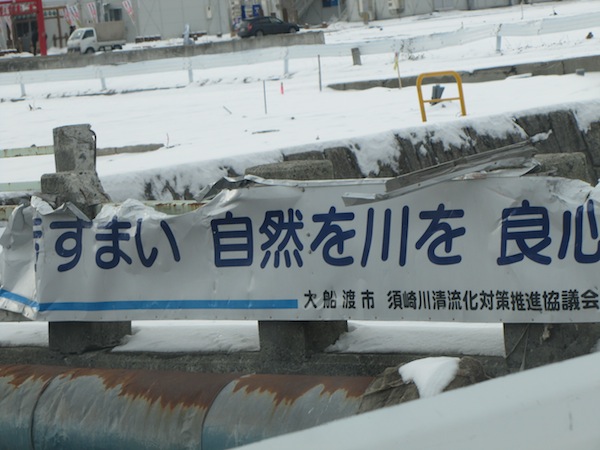 すまい 自然を川を 良心
大船渡市 須崎川清流化対策推進協議会